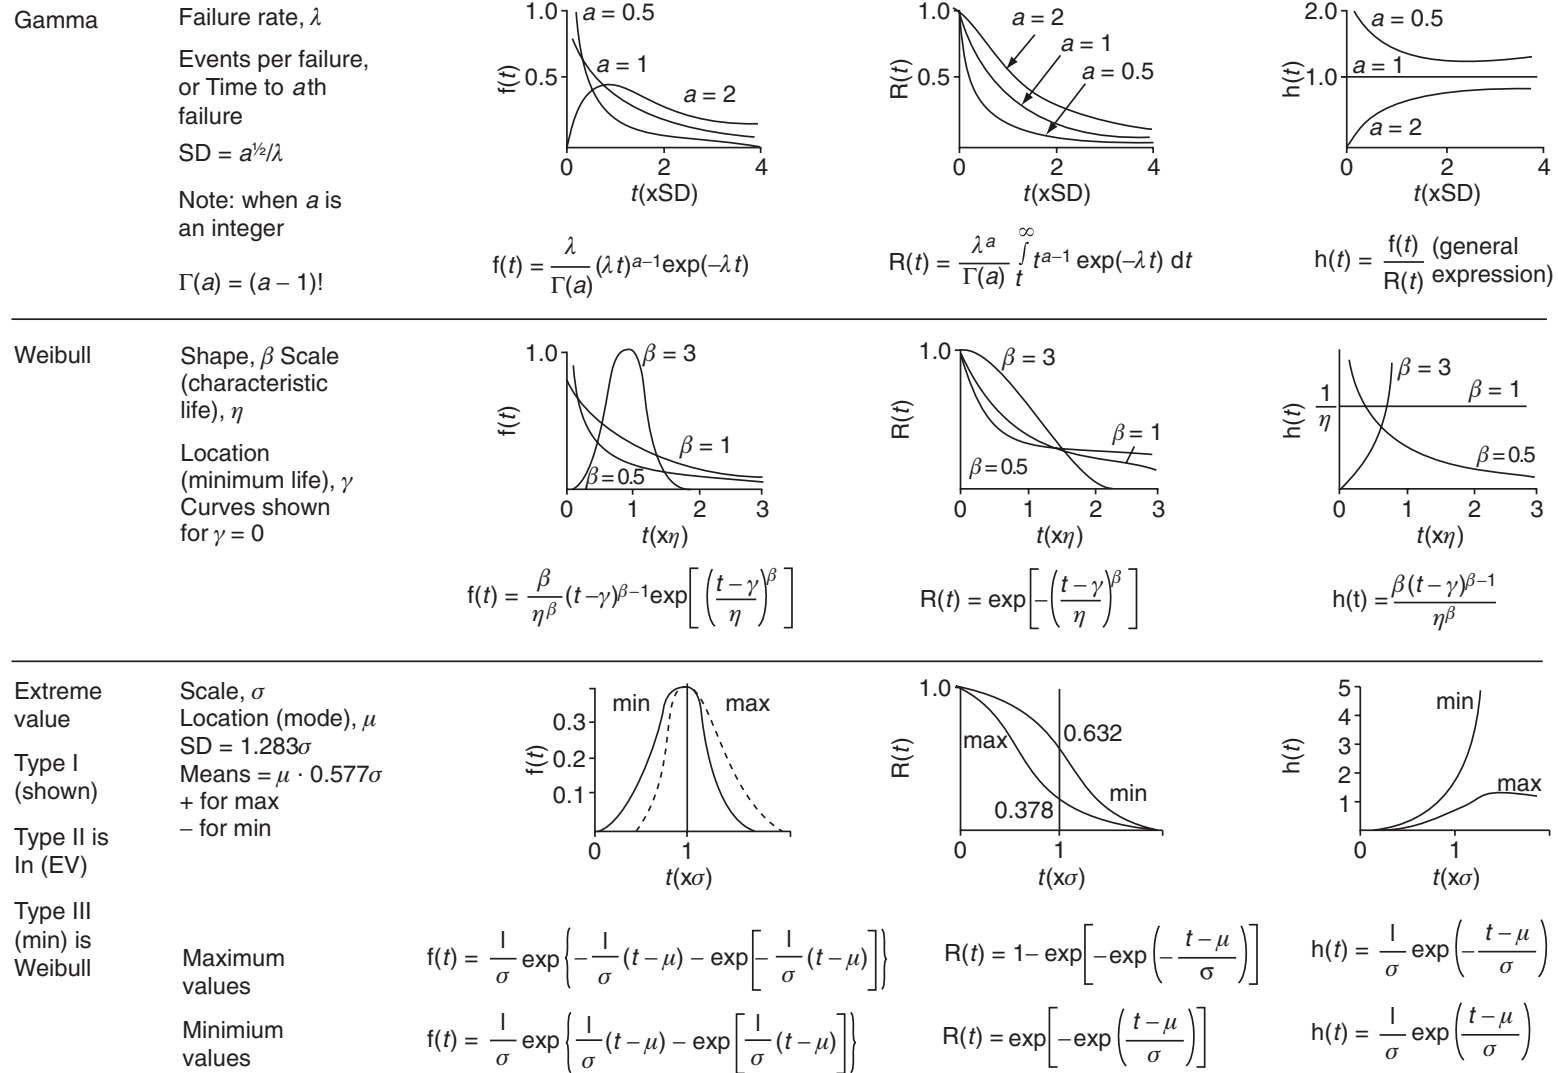 Gamma
Failure rate, λ
Events per failure,
or Time to ath
failure
SD = a^½/λ
Note: when a is
an integer
Γ(a) = (a – 1)!
1.0
0.5
f(t)
a = 0.5
a = 1
a = 2
0 2 4
t(xSD)
f(t) = λ/Γ(a) (λt)^{a–1} exp(–λt)
1.0
0.5
R(t)
a = 2
a = 1
a = 0.5
0 2 4
t(xSD)
R(t) = λ^a/Γ(a) ∫_t^∞ t^{a–1} exp(–λt) dt
2.0
1.0
h(t)
a = 0.5
a = 1
a = 2
0 2 4
t(xSD)
h(t) = f(t)/R(t) (general
expression)
Weibull
Shape, β Scale
(characteristic
life), η
Location
(minimum life), γ
Curves shown
for γ = 0
1.0
f(t)
β = 3
β = 1
β = 0.5
0 1 2 3
t(xη)
f(t) = β/η^β (t – γ)^{β–1} exp[((t – γ)/η)^β]
1.0
R(t)
β = 3
β = 1
β = 0.5
0 1 2 3
t(xη)
R(t) = exp[–((t – γ)/η)^β]
h(t)
1/η
β = 3
β = 1
β = 0.5
0 1 2 3
t(xη)
h(t) = β(t – γ)^{β–1}/η^β
Extreme
value
Type I
(shown)
Type II is
In (EV)
Type III
(min) is
Weibull
Scale, σ
Location (mode), μ
SD = 1.283σ
Means = μ · 0.577σ
+ for max
– for min
0.3
0.2
0.1
f(t)
min
max
0 1
t(xσ)
1.0
R(t)
max
0.632
0.378
min
0 1
t(xσ)
5
4
3
2
1
h(t)
min
max
0 1
t(xσ)
Maximum
values
f(t) = I/σ exp{–I/σ (t – μ) – exp[–I/σ (t – μ)]}
R(t) = 1– exp[–exp(–(t – μ)/σ)]
h(t) = I/σ exp(–(t – μ)/σ)
Minimium
values
f(t) = I/σ exp{I/σ (t – μ) – exp[I/σ (t – μ)]}
R(t) = exp[–exp((t – μ)/σ)]
h(t) = I/σ exp((t – μ)/σ)